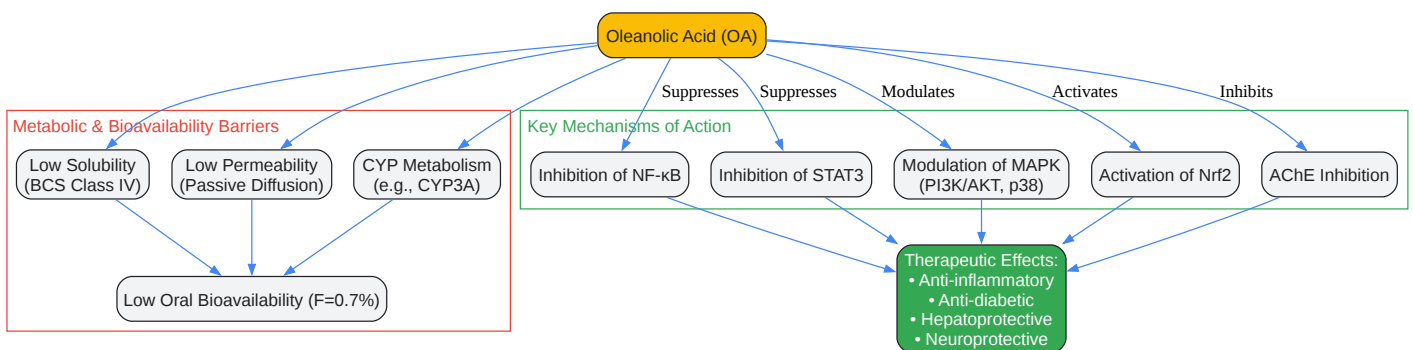 Oleanolic Acid (OA)
Suppresses
Suppresses
Modulates
Activates
Inhibits
Metabolic & Bioavailability Barriers
Key Mechanisms of Action
Low Solubility
(BCS Class IV)
Low Permeability
(Passive Diffusion)
CYP Metabolism
(e.g., CYP3A)
Inhibition of NF-κB
Inhibition of STAT3
Modulation of MAPK
(PI3K/AKT, p38)
Activation of Nrf2
AChE Inhibition
Low Oral Bioavailability (F=0.7%)
Therapeutic Effects:
• Anti-inflammatory
• Anti-diabetic
• Hepatoprotective
• Neuroprotective